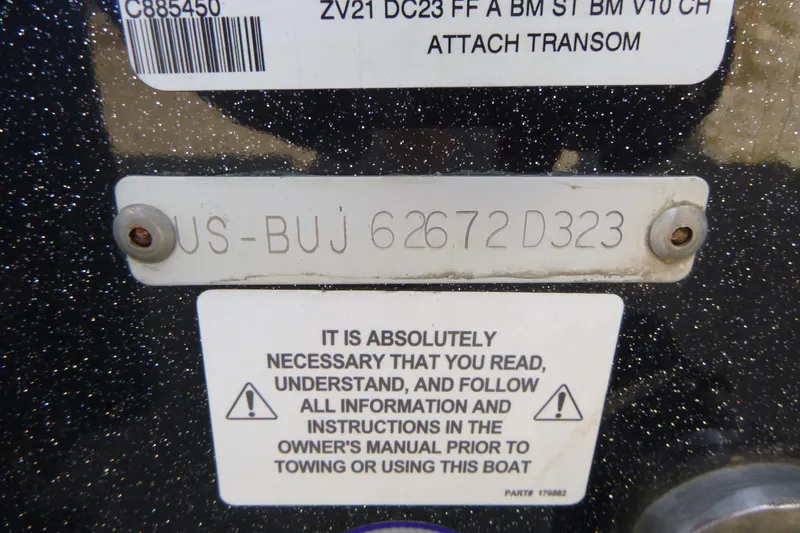 C885450
ZV21 DC23 FF A BM ST BM V10 CH
ATTACH TRANSOM
US-BUJ 62672D323
IT IS ABSOLUTELY
NECESSARY THAT YOU READ,
UNDERSTAND, AND FOLLOW
ALL INFORMATION AND
INSTRUCTIONS IN THE
OWNER'S MANUAL PRIOR TO
TOWING OR USING THIS BOAT
PART# 176882